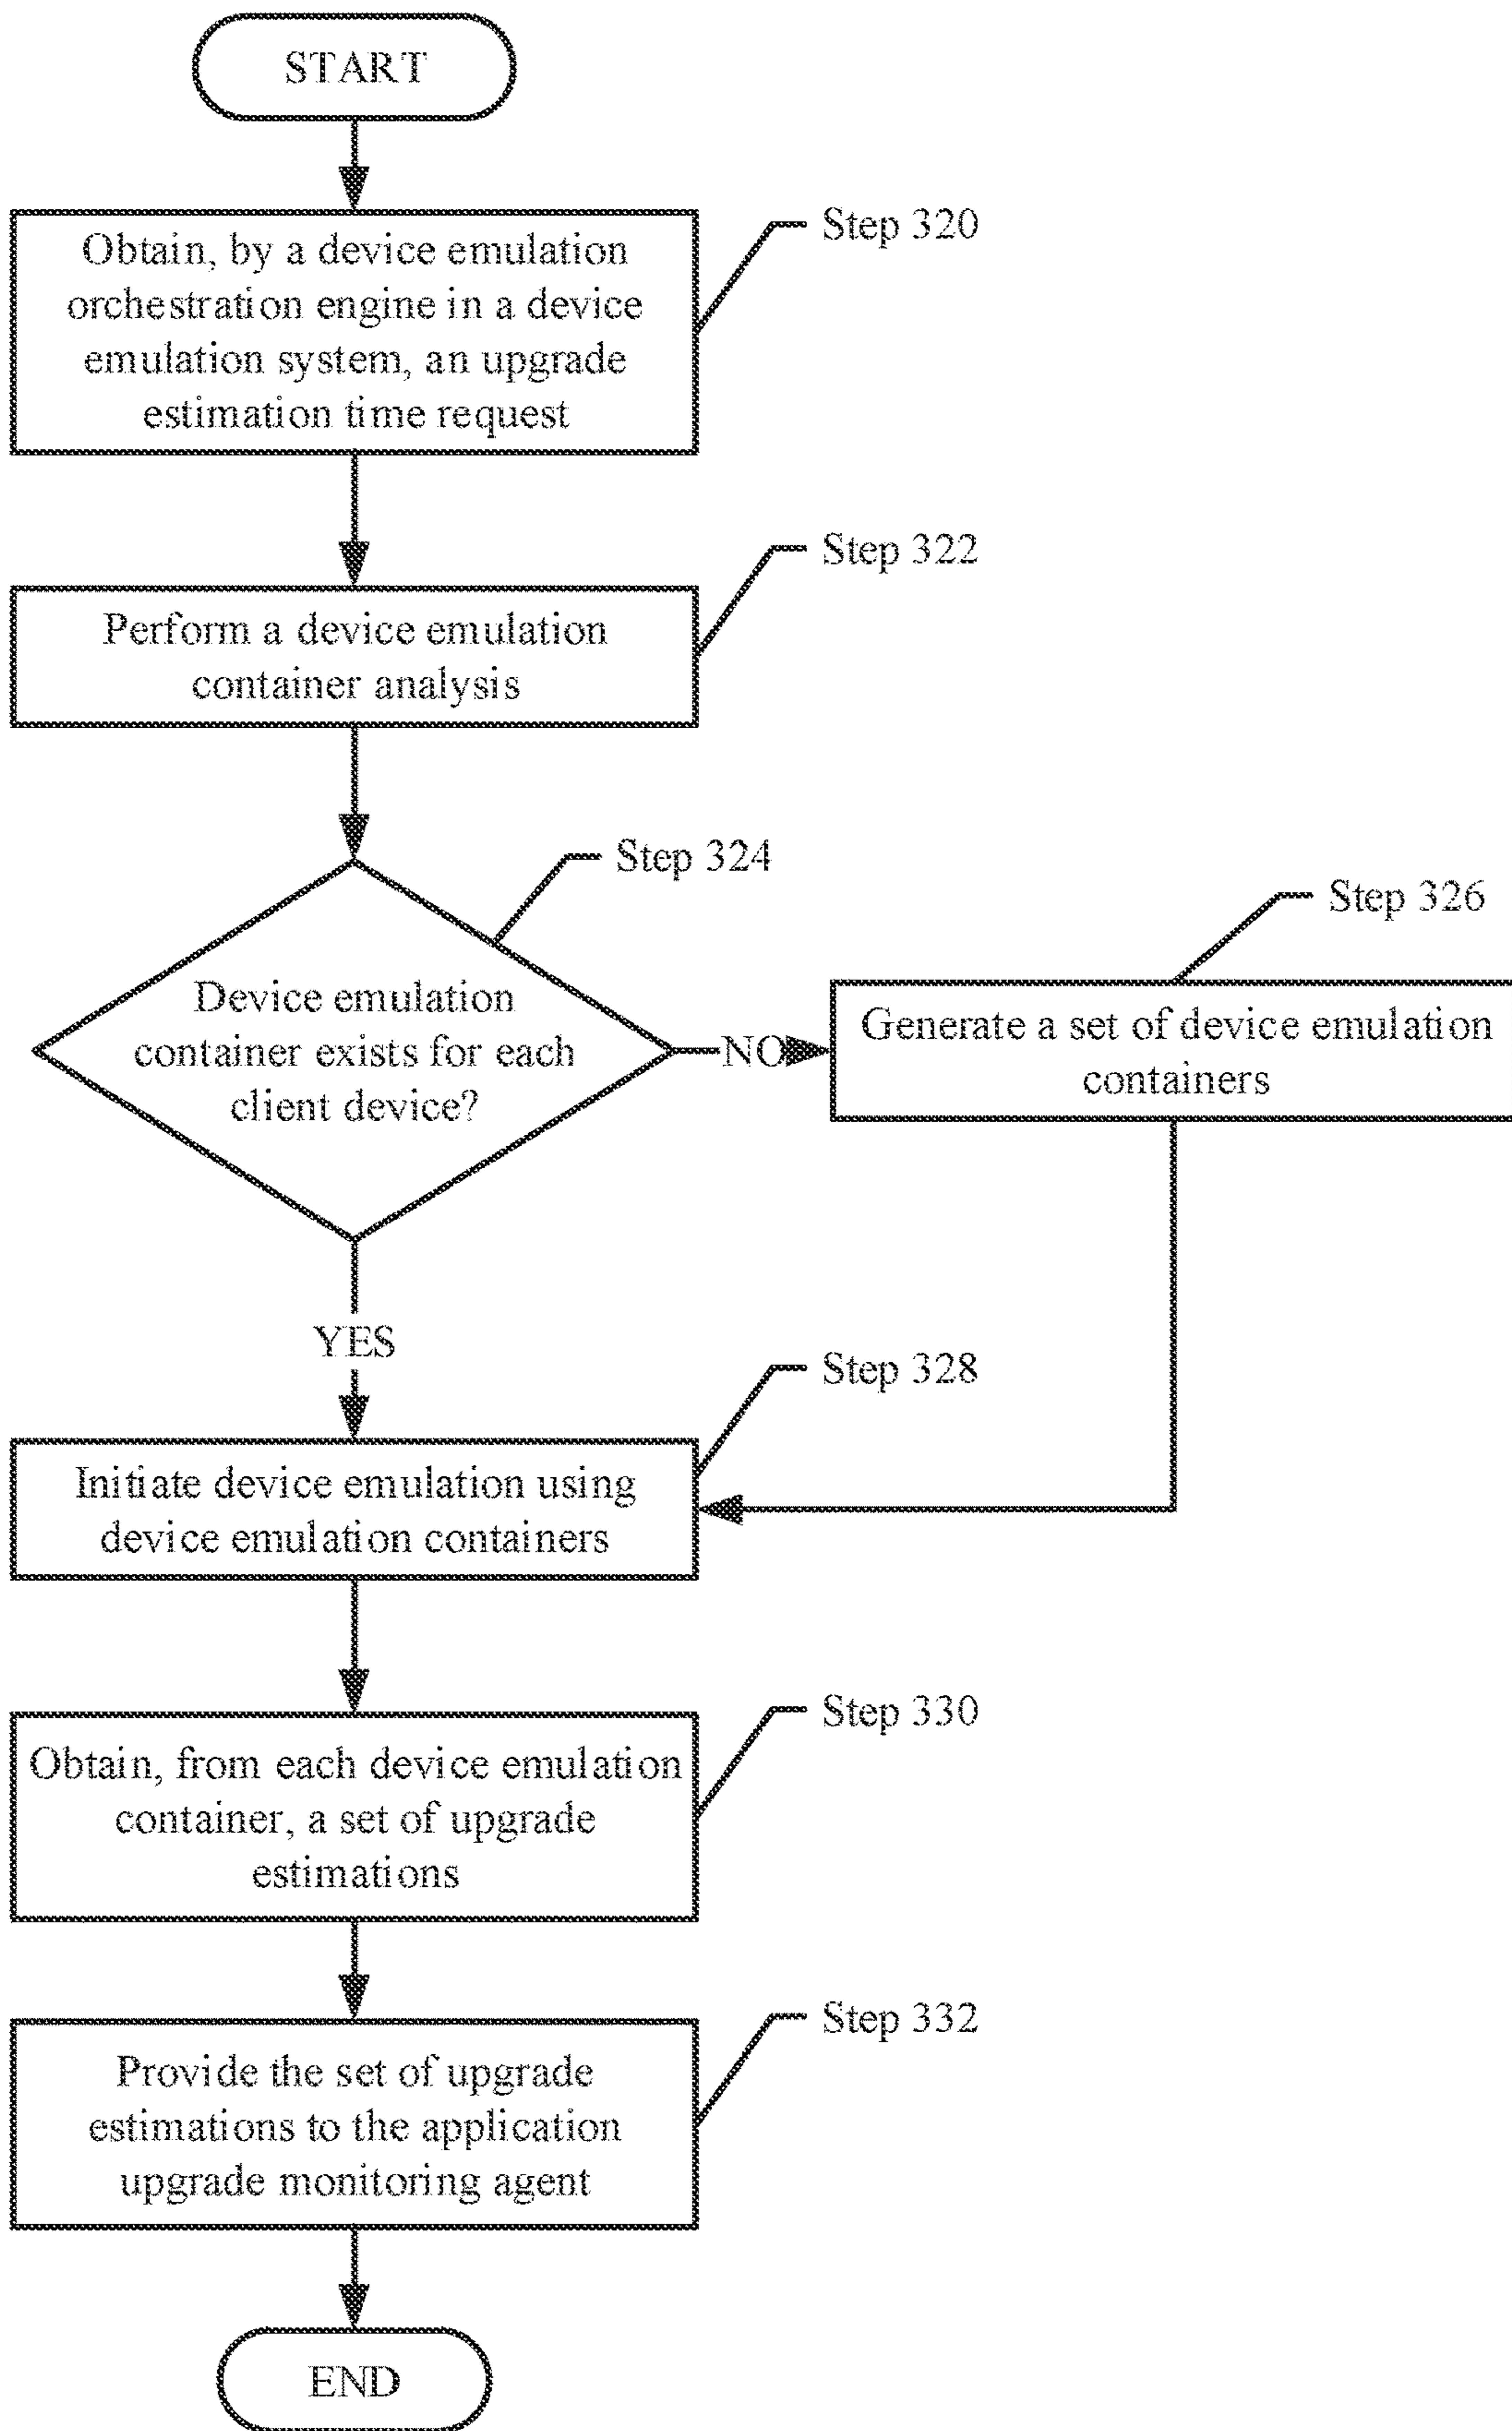 START
Step 320
Obtain, by a device emulation
orchestration engine in a device
emulation system, an upgrade
estimation time request
Step 322
Perform a device emulation
container analysis
Step 324
Device emulation
container exists for each
client device?
NO
Step 326
Generate a set of device emulation
containers
YES
Step 328
Initiate device emulation using
device emulation containers
Step 330
Obtain, from each device emulation
container, a set of upgrade
estimations
Step 332
Provide the set of upgrade
estimations to the application
upgrade monitoring agent
END